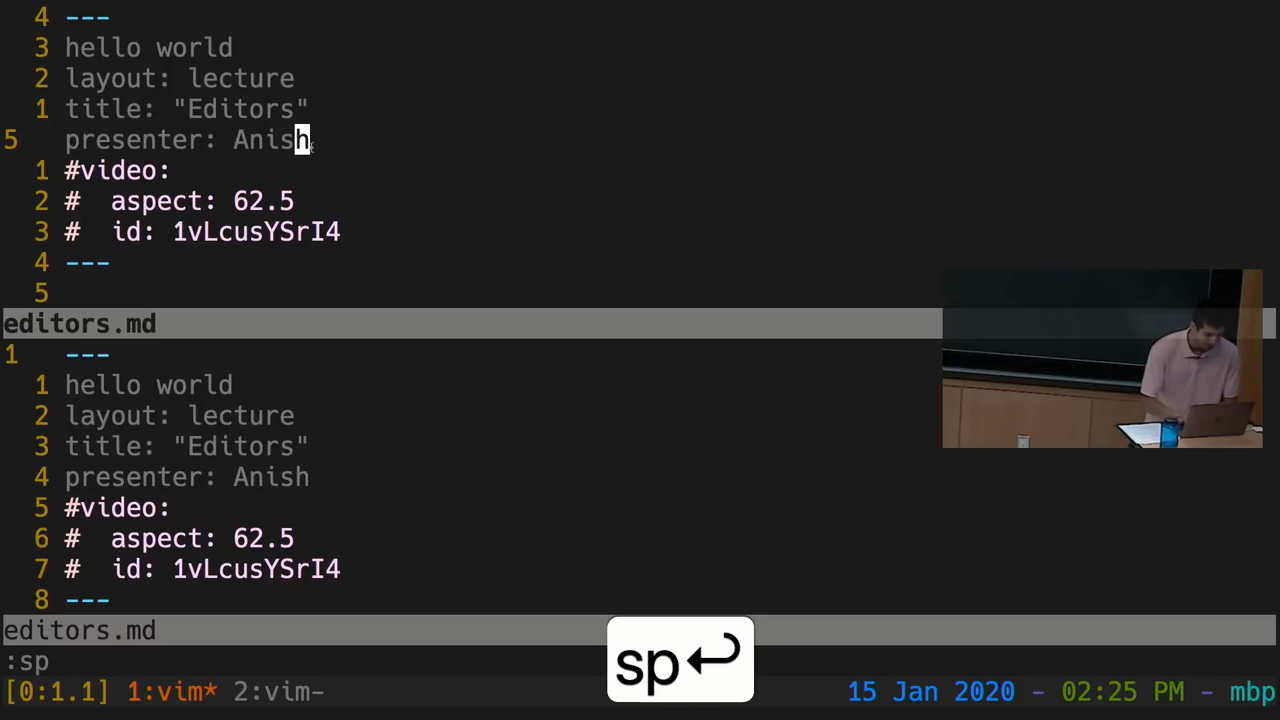 4 ---
3 hello world
2 layout: lecture
1 title: "Editors"
5 presenter: Anish
1 #video:
2 #  aspect: 62.5
3 #  id: 1vLcusYSrI4
4 ---
5
editors.md
1 ---
1 hello world
2 layout: lecture
3 title: "Editors"
4 presenter: Anish
5 #video:
6 #  aspect: 62.5
7 #  id: 1vLcusYSrI4
8 ---
editors.md
:sp
sp↵
[0:1.1] 1:vim* 2:vim- 15 Jan 2020 - 02:25 PM - mbp